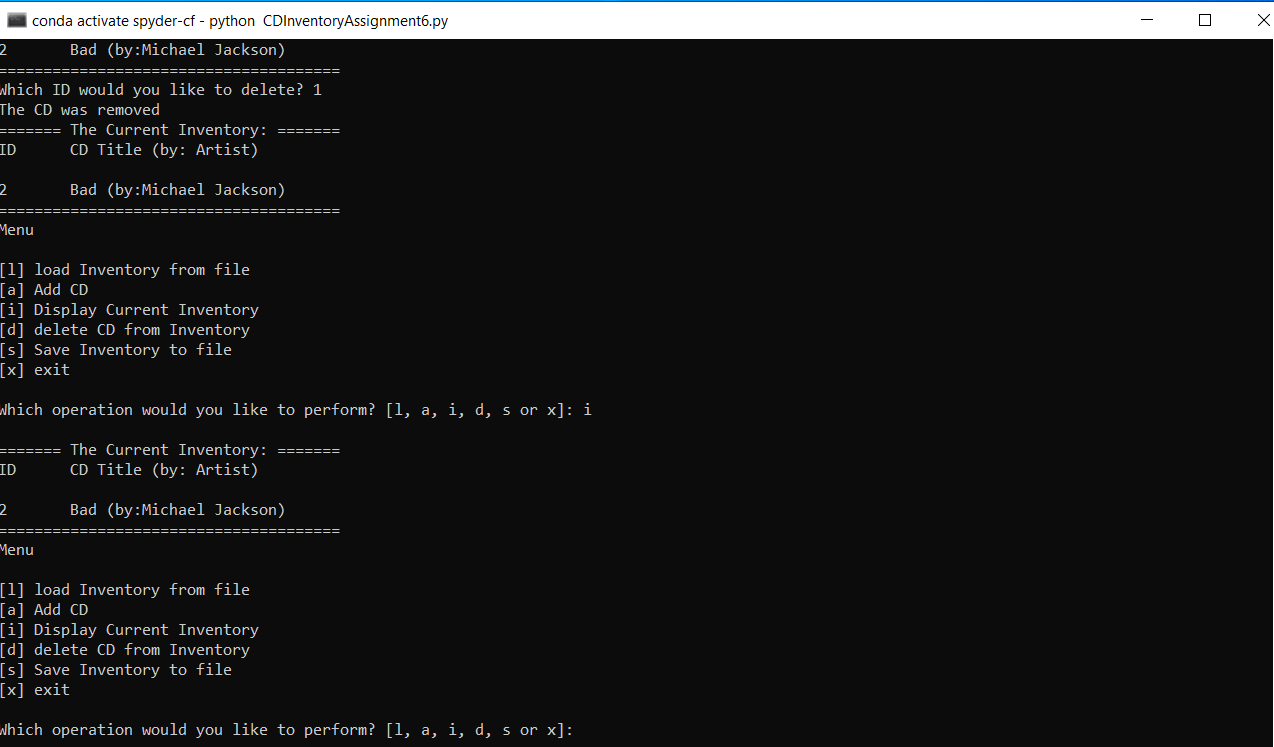 conda activate spyder-cf - python  CDInventoryAssignment6.py
2       Bad (by:Michael Jackson)
======================================
Which ID would you like to delete? 1
The CD was removed
======= The Current Inventory: =======
ID      CD Title (by: Artist)
2       Bad (by:Michael Jackson)
======================================
Menu
[l] load Inventory from file
[a] Add CD
[i] Display Current Inventory
[d] delete CD from Inventory
[s] Save Inventory to file
[x] exit
Which operation would you like to perform? [l, a, i, d, s or x]: i
======= The Current Inventory: =======
ID      CD Title (by: Artist)
2       Bad (by:Michael Jackson)
======================================
Menu
[l] load Inventory from file
[a] Add CD
[i] Display Current Inventory
[d] delete CD from Inventory
[s] Save Inventory to file
[x] exit
Which operation would you like to perform? [l, a, i, d, s or x]: